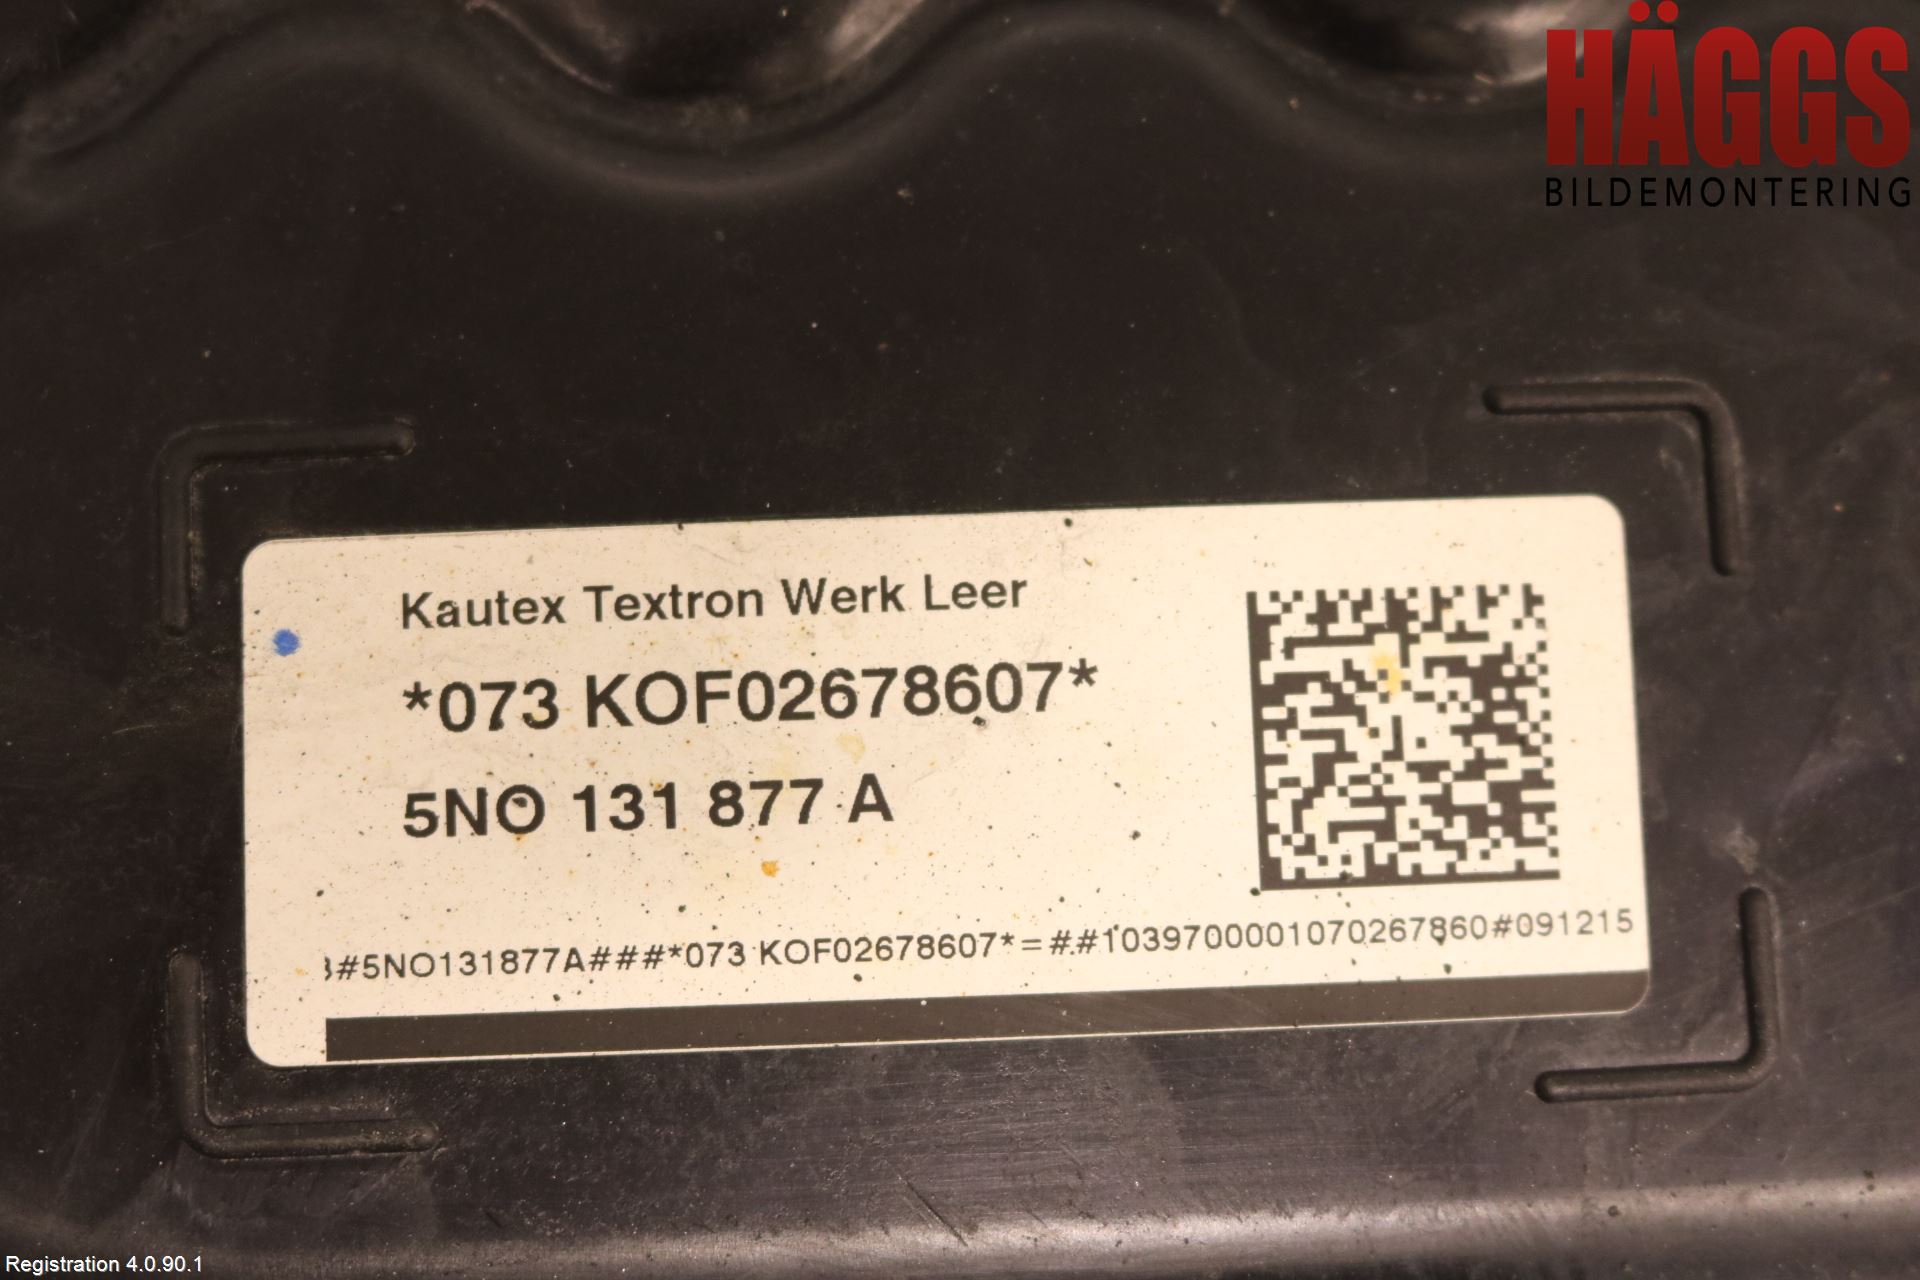 HÄGGS
BILDEMONTERING
Kautex Textron Werk Leer
*073 KOF02678607*
5NO 131 877 A
#5NO131877A###*073 KOF02678607*=##1039700001070267860#091215
Registration 4.0.90.1